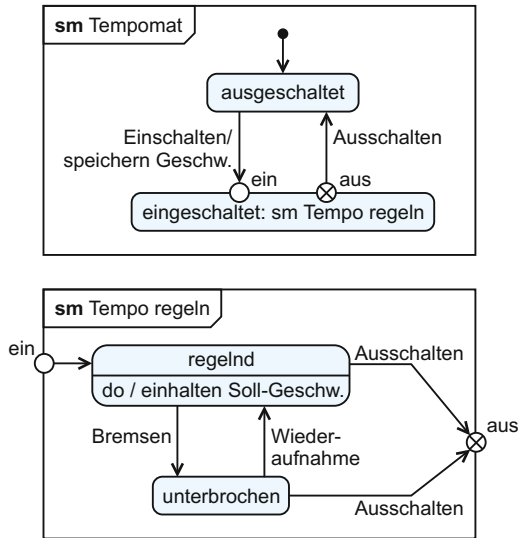 sm Tempomat
ausgeschaltet
Einschalten/
speichern Geschw.
Ausschalten
ein
aus
eingeschaltet: sm Tempo regeln
sm Tempo regeln
ein
regelnd
do / einhalten Soll-Geschw.
Ausschalten
Bremsen
Wieder-
aufnahme
aus
unterbrochen
Ausschalten